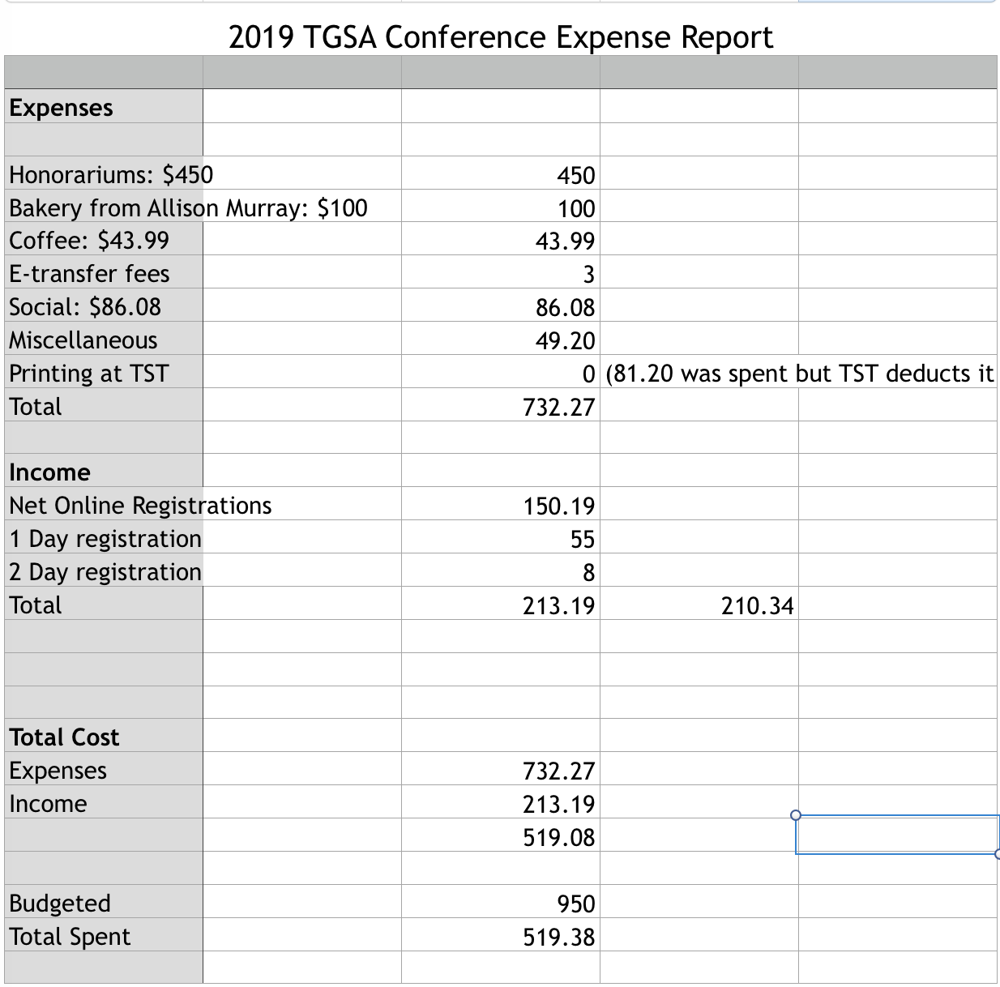 2019 TGSA Conference Expense Report
Expenses
Honorariums: $450 450
Bakery from Allison Murray: $100 100
Coffee: $43.99 43.99
E-transfer fees 3
Social: $86.08 86.08
Miscellaneous 49.20
Printing at TST 0 (81.20 was spent but TST deducts it
Total 732.27
Income
Net Online Registrations 150.19
1 Day registration 55
2 Day registration 8
Total 213.19 210.34
Total Cost
Expenses 732.27
Income 213.19
519.08
Budgeted 950
Total Spent 519.38